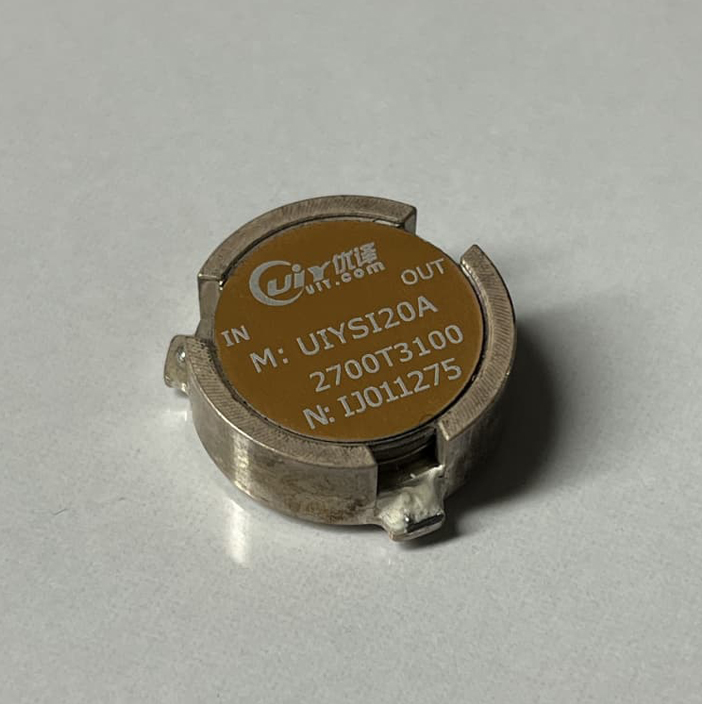 UIY优译
UIY.com
OUT
IN
M: UIYSI20A
2700T3100
N: IJ011275